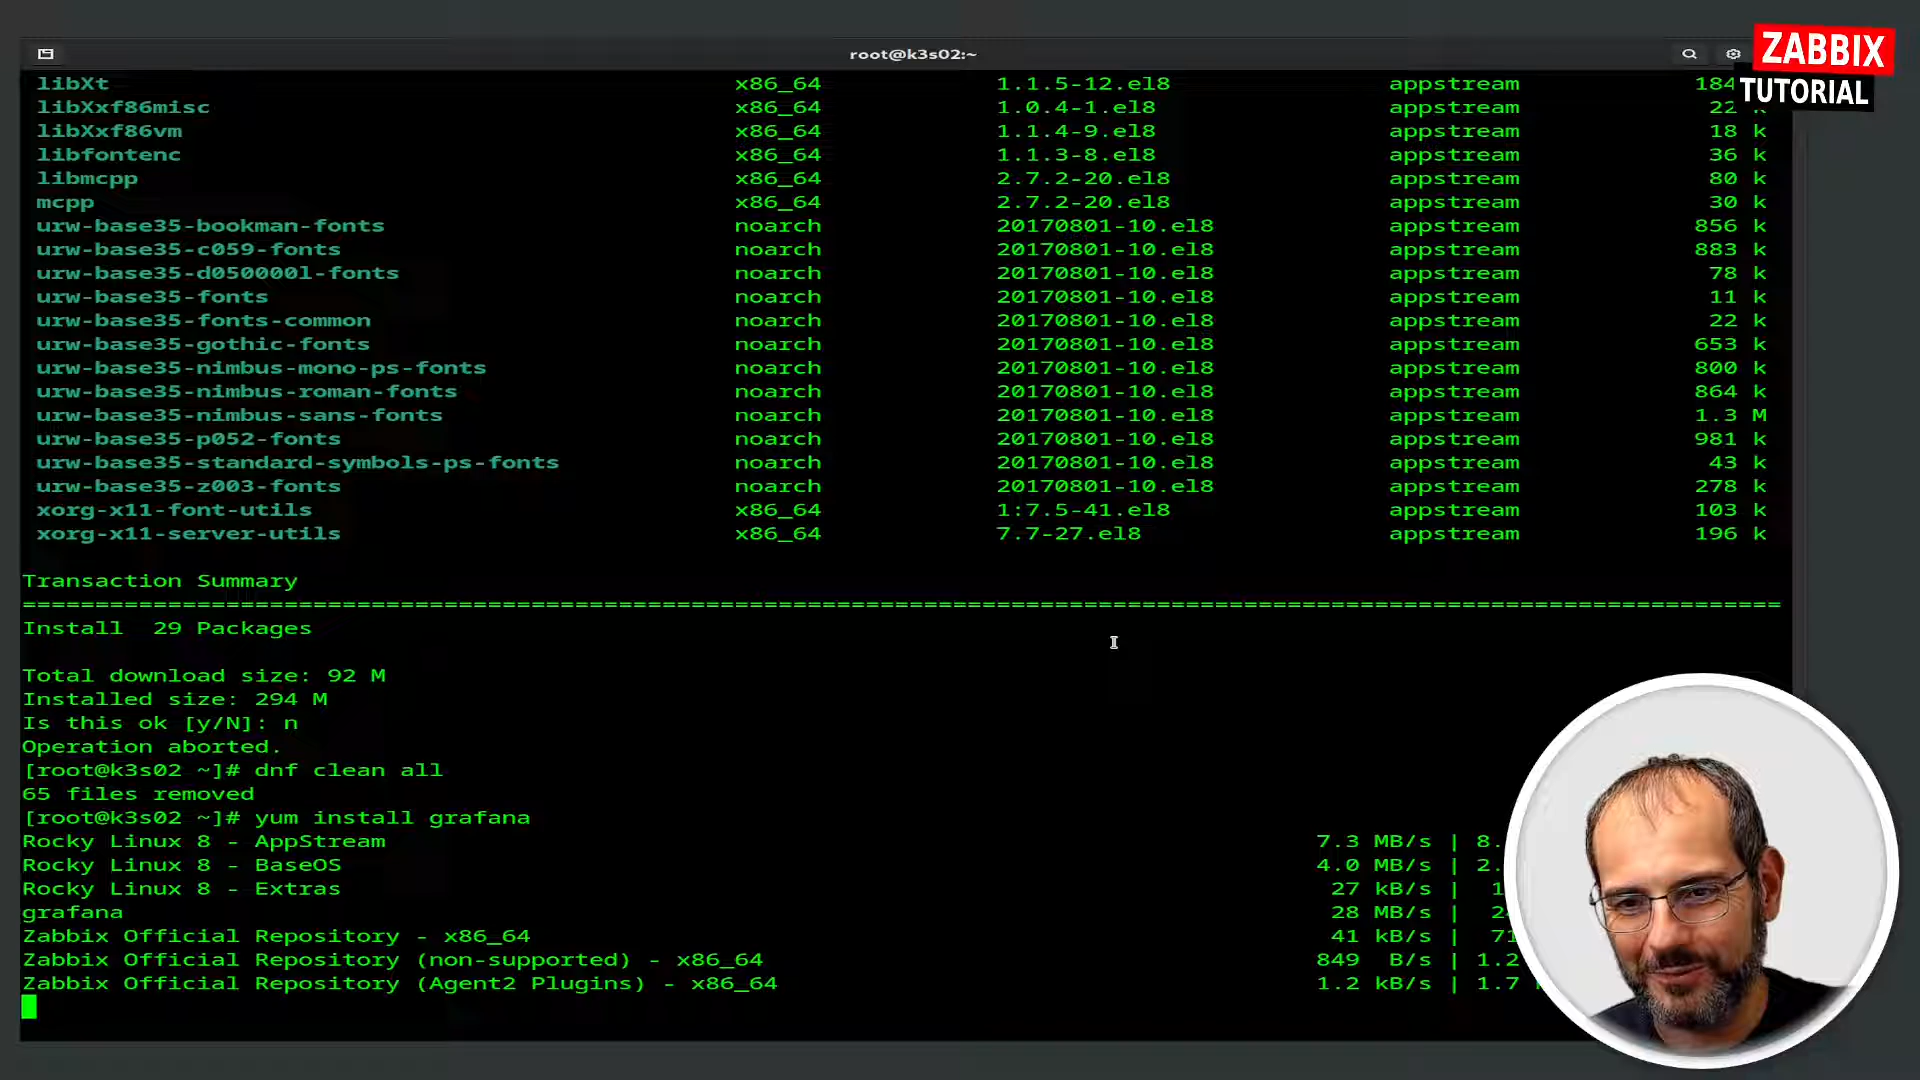 root@k3s02:~
ZABBIX
TUTORIAL
libXt x86_64 1.1.5-12.el8 appstream 184
libXxf86misc x86_64 1.0.4-1.el8 appstream 22 k
libXxf86vm x86_64 1.1.4-9.el8 appstream 18 k
libfontenc x86_64 1.1.3-8.el8 appstream 36 k
libmcpp x86_64 2.7.2-20.el8 appstream 80 k
mcpp x86_64 2.7.2-20.el8 appstream 30 k
urw-base35-bookman-fonts noarch 20170801-10.el8 appstream 856 k
urw-base35-c059-fonts noarch 20170801-10.el8 appstream 883 k
urw-base35-d050000l-fonts noarch 20170801-10.el8 appstream 78 k
urw-base35-fonts noarch 20170801-10.el8 appstream 11 k
urw-base35-fonts-common noarch 20170801-10.el8 appstream 22 k
urw-base35-gothic-fonts noarch 20170801-10.el8 appstream 653 k
urw-base35-nimbus-mono-ps-fonts noarch 20170801-10.el8 appstream 800 k
urw-base35-nimbus-roman-fonts noarch 20170801-10.el8 appstream 864 k
urw-base35-nimbus-sans-fonts noarch 20170801-10.el8 appstream 1.3 M
urw-base35-p052-fonts noarch 20170801-10.el8 appstream 981 k
urw-base35-standard-symbols-ps-fonts noarch 20170801-10.el8 appstream 43 k
urw-base35-z003-fonts noarch 20170801-10.el8 appstream 278 k
xorg-x11-font-utils x86_64 1:7.5-41.el8 appstream 103 k
xorg-x11-server-utils x86_64 7.7-27.el8 appstream 196 k
Transaction Summary
================================================================================
Install 29 Packages
Total download size: 92 M
Installed size: 294 M
Is this ok [y/N]: n
Operation aborted.
[root@k3s02 ~]# dnf clean all
65 files removed
[root@k3s02 ~]# yum install grafana
Rocky Linux 8 - AppStream 7.3 MB/s | 8.
Rocky Linux 8 - BaseOS 4.0 MB/s | 2.
Rocky Linux 8 - Extras 27 kB/s | 1
grafana 28 MB/s | 2
Zabbix Official Repository - x86_64 41 kB/s | 71
Zabbix Official Repository (non-supported) - x86_64 849 B/s | 1.2
Zabbix Official Repository (Agent2 Plugins) - x86_64 1.2 kB/s | 1.7